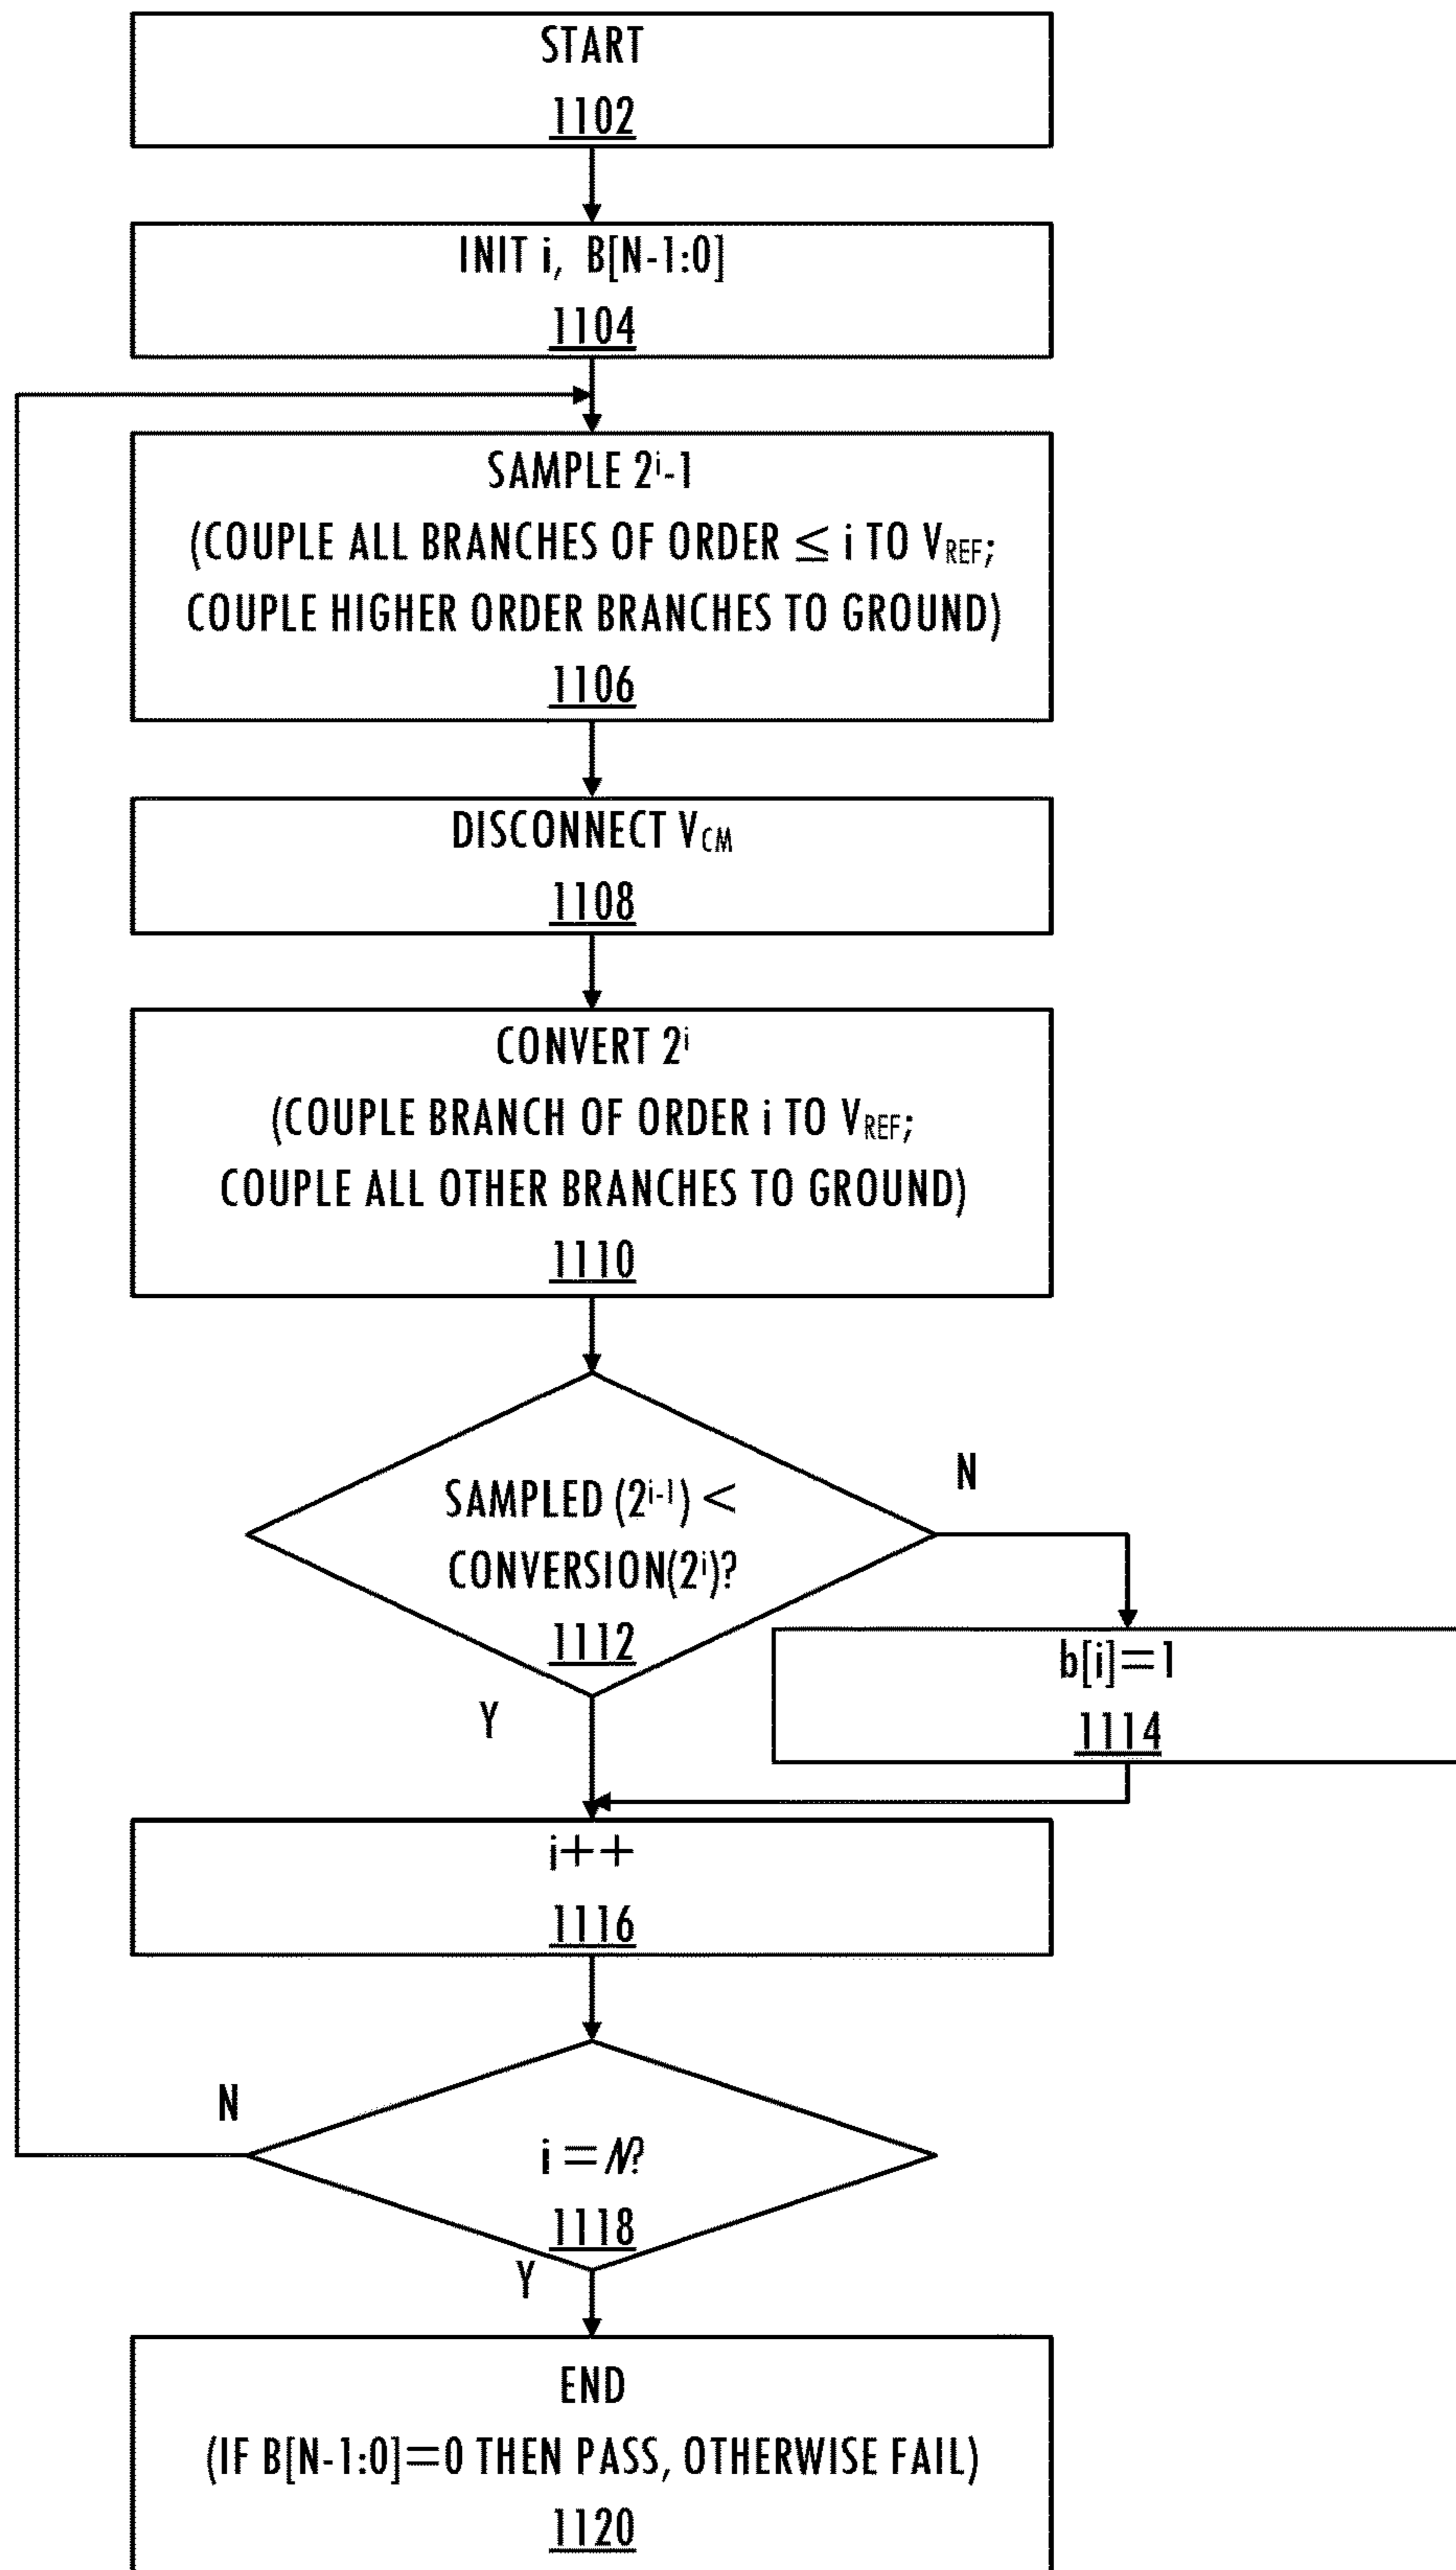 START
1102
INIT i, B[N-1:0]
1104
SAMPLE 2ⁱ-1
(COUPLE ALL BRANCHES OF ORDER ≤ i TO VREF;
COUPLE HIGHER ORDER BRANCHES TO GROUND)
1106
DISCONNECT VCM
1108
CONVERT 2ⁱ
(COUPLE BRANCH OF ORDER i TO VREF;
COUPLE ALL OTHER BRANCHES TO GROUND)
1110
SAMPLED (2ⁱ⁻¹) <
CONVERSION(2ⁱ)?
1112
N
b[i]=1
1114
Y
i++
1116
N
i =N?
1118
Y
END
(IF B[N-1:0]=0 THEN PASS, OTHERWISE FAIL)
1120